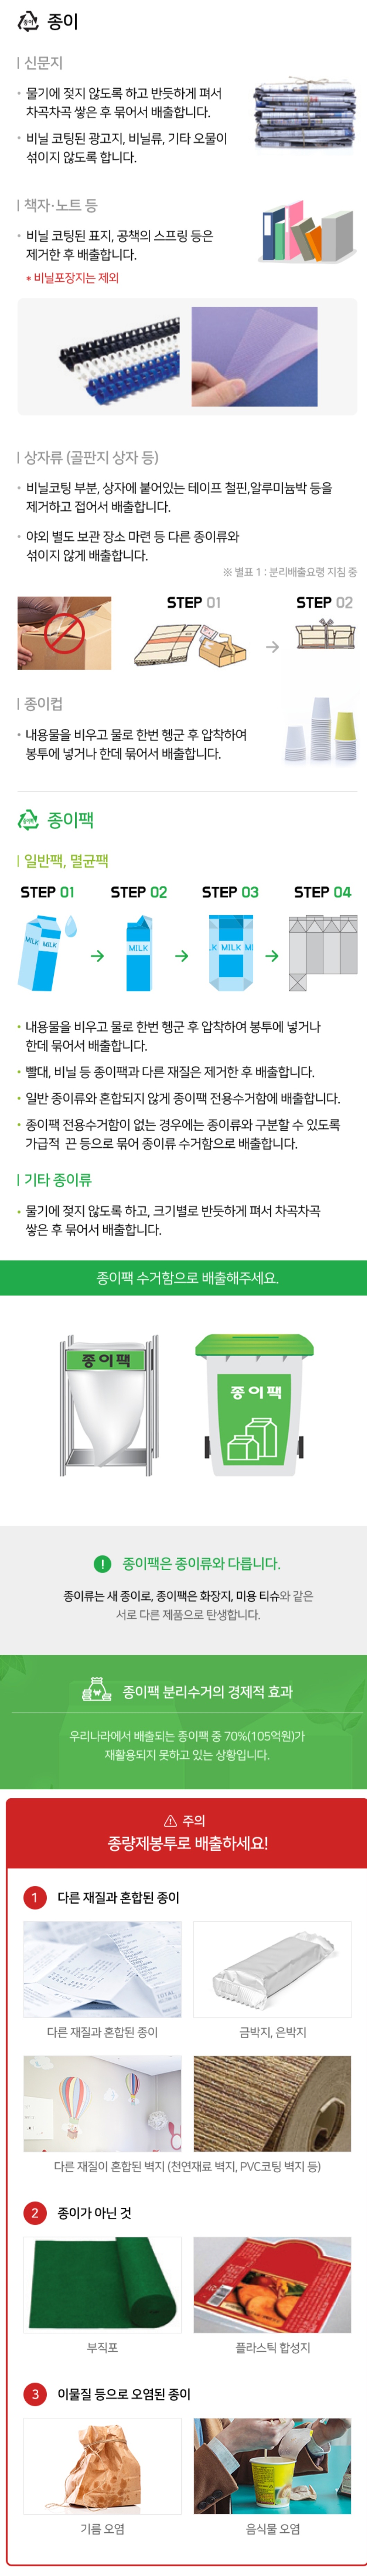 종이
신문지
• 물기에 젖지 않도록 하고 반듯하게 펴서
차곡차곡 쌓은 후 묶어서 배출합니다.
• 비닐 코팅된 광고지, 비닐류, 기타 오물이
섞이지 않도록 합니다.
책자·노트 등
• 비닐 코팅된 표지, 공책의 스프링 등은
제거한 후 배출합니다.
* 비닐포장지는 제외
상자류 (골판지 상자 등)
• 비닐코팅 부분, 상자에 붙어있는 테이프 철핀,알루미늄박 등을
제거하고 접어서 배출합니다.
• 야외 별도 보관 장소 마련 등 다른 종이류와
섞이지 않게 배출합니다.
※ 별표 1 : 분리배출요령 지침 중
STEP 01
STEP 02
종이컵
• 내용물을 비우고 물로 한번 헹군 후 압착하여
봉투에 넣거나 한데 묶어서 배출합니다.
종이팩
일반팩, 멸균팩
STEP 01
STEP 02
STEP 03
STEP 04
MILK MILK
MILK
LK MILK MI
• 내용물을 비우고 물로 한번 헹군 후 압착하여 봉투에 넣거나
한데 묶어서 배출합니다.
• 빨대, 비닐 등 종이팩과 다른 재질은 제거한 후 배출합니다.
• 일반 종이류와 혼합되지 않게 종이팩 전용수거함에 배출합니다.
• 종이팩 전용수거함이 없는 경우에는 종이류와 구분할 수 있도록
가급적 끈 등으로 묶어 종이류 수거함으로 배출합니다.
기타 종이류
• 물기에 젖지 않도록 하고, 크기별로 반듯하게 펴서 차곡차곡
쌓은 후 묶어서 배출합니다.
종이팩 수거함으로 배출해주세요.
종이팩
종이팩
! 종이팩은 종이류와 다릅니다.
종이류는 새 종이로, 종이팩은 화장지, 미용 티슈와 같은
서로 다른 제품으로 탄생합니다.
종이팩 분리수거의 경제적 효과
우리나라에서 배출되는 종이팩 중 70%(105억원)가
재활용되지 못하고 있는 상황입니다.
주의
종량제봉투로 배출하세요!
1 다른 재질과 혼합된 종이
다른 재질과 혼합된 종이
금박지, 은박지
다른 재질이 혼합된 벽지 (천연재료 벽지, PVC코팅 벽지 등)
2 종이가 아닌 것
부직포
플라스틱 합성지
3 이물질 등으로 오염된 종이
기름 오염
음식물 오염